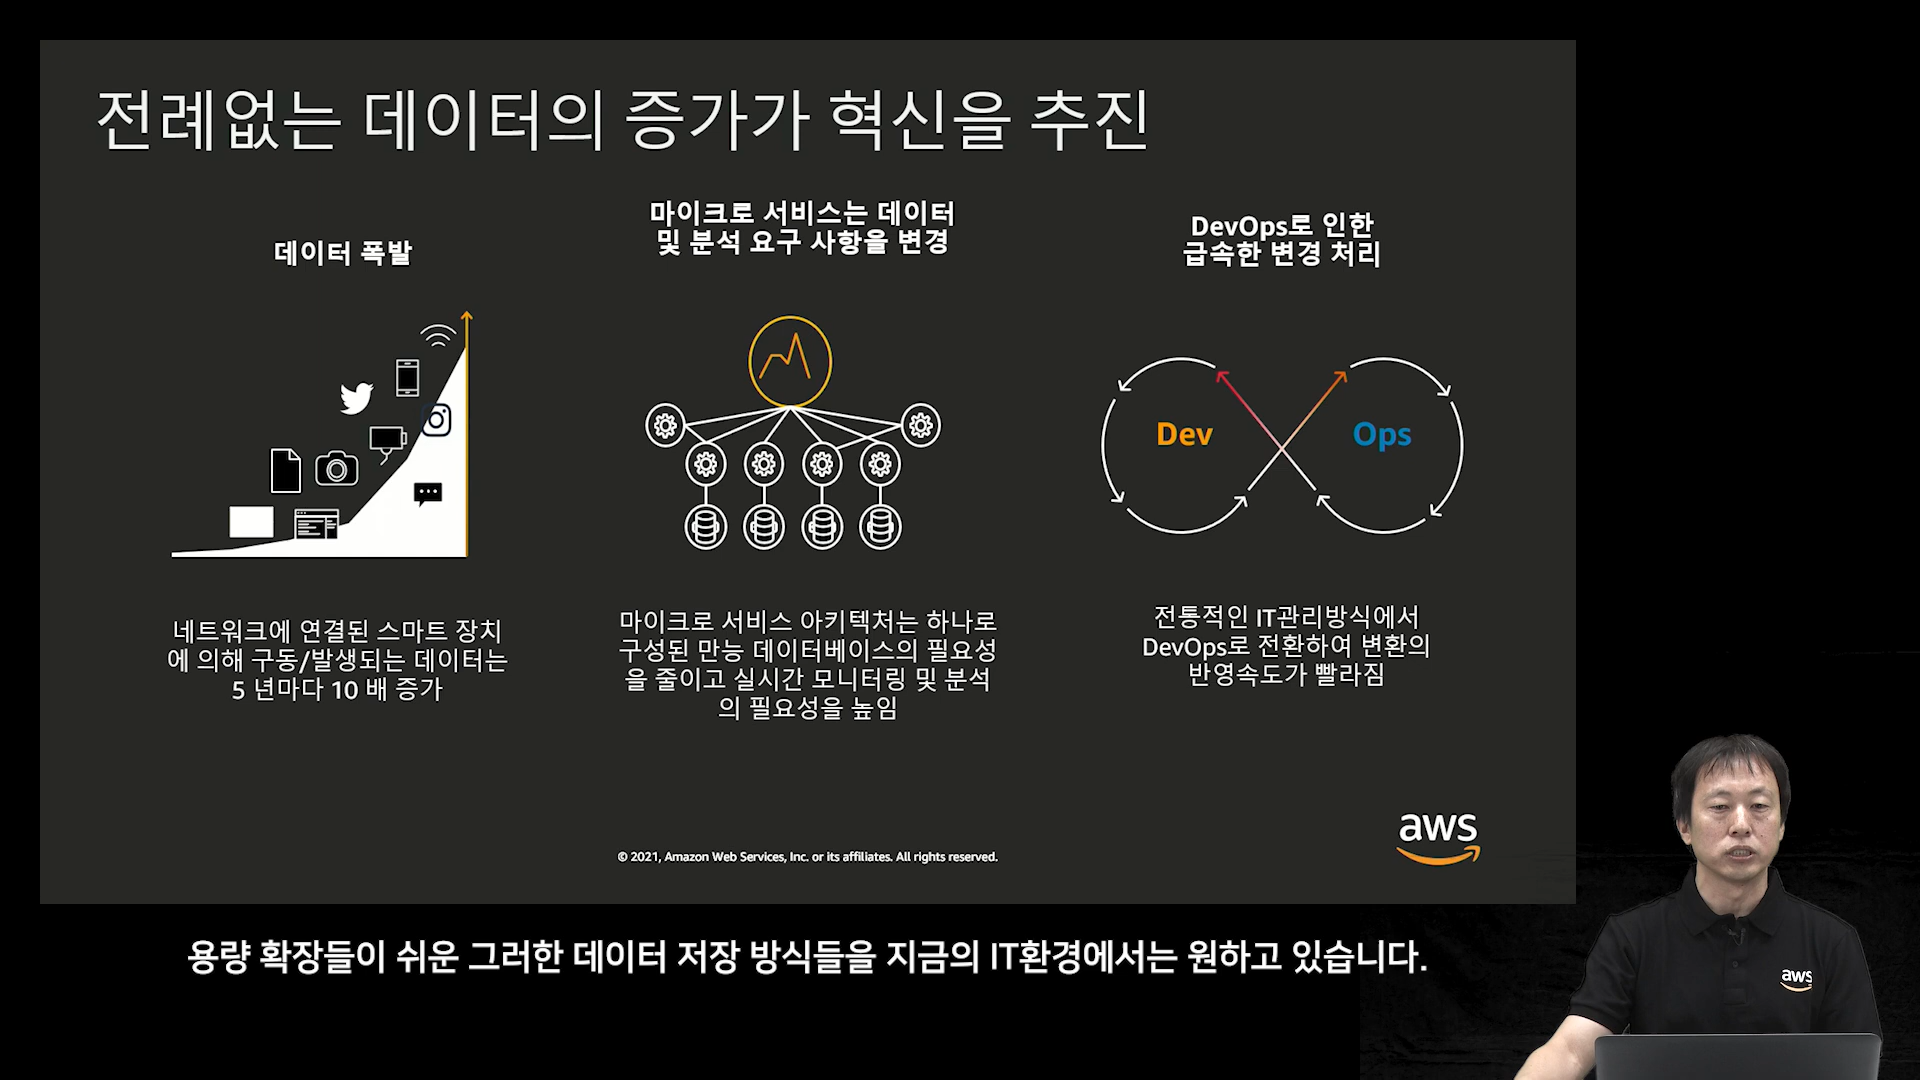 전례없는 데이터의 증가가 혁신을 추진
데이터 폭발
네트워크에 연결된 스마트 장치
에 의해 구동/발생되는 데이터는
5 년마다 10 배 증가
마이크로 서비스는 데이터
및 분석 요구 사항을 변경
마이크로 서비스 아키텍처는 하나로
구성된 만능 데이터베이스의 필요성
을 줄이고 실시간 모니터링 및 분석
의 필요성을 높임
DevOps로 인한
급속한 변경 처리
Dev
Ops
전통적인 IT관리방식에서
DevOps로 전환하여 변환의
반영속도가 빨라짐
© 2021, Amazon Web Services, Inc. or its affiliates. All rights reserved.
aws
용량 확장들이 쉬운 그러한 데이터 저장 방식들을 지금의 IT환경에서는 원하고 있습니다.
aws